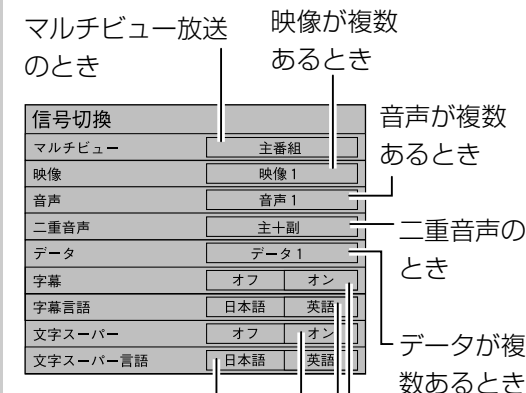 マルチビュー放送
のとき
映像が複数
あるとき
信号切換
マルチビュー 主番組
映像 映像1
音声 音声1
二重音声 主+副
データ データ1
字幕 オフ オン
字幕言語 日本語 英語
文字スーパー オフ オン
文字スーパー言語 日本語 英語
音声が複数
あるとき
二重音声の
とき
データが複
数あるとき